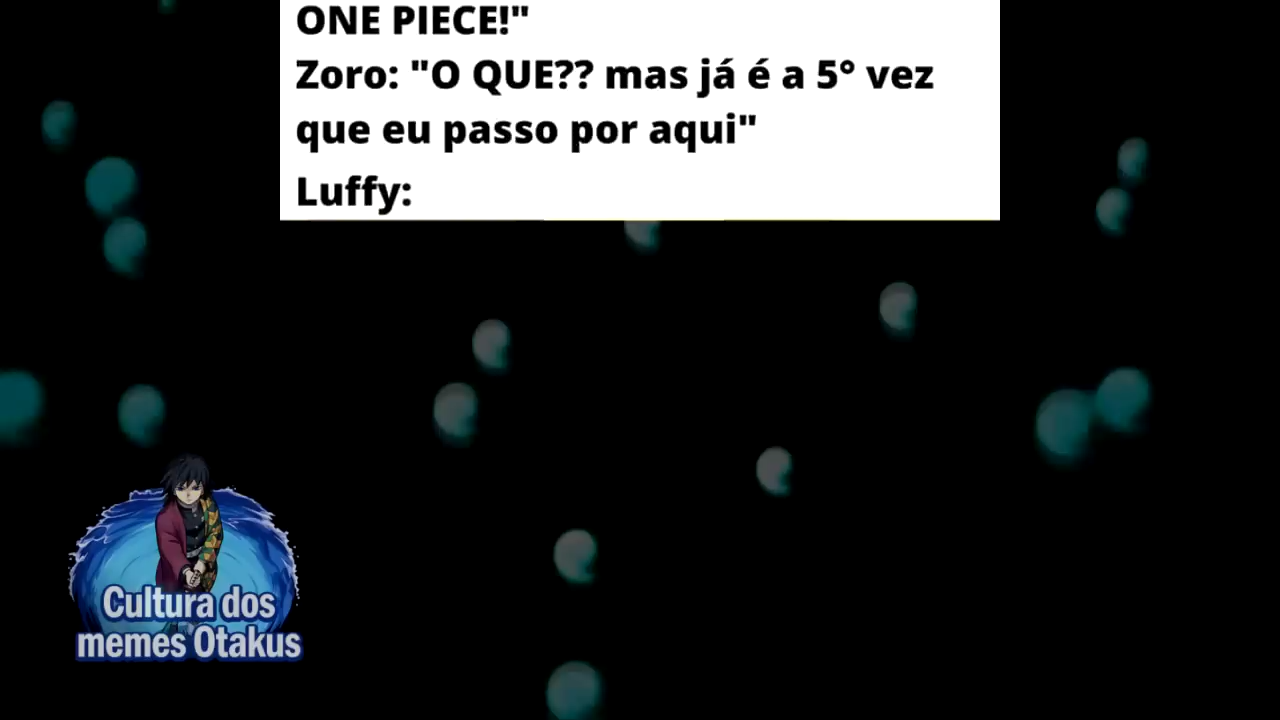 ONE PIECE!"
Zoro: "O QUE?? mas já é a 5° vez
que eu passo por aqui"
Luffy:
Cultura dos
memes Otakus